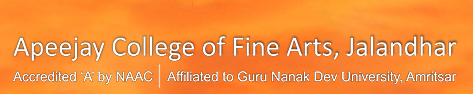 Apeejay College of Fine Arts, Jalandhar
Accredited 'A' by NAAC | Affiliated to Guru Nanak Dev University, Amritsar